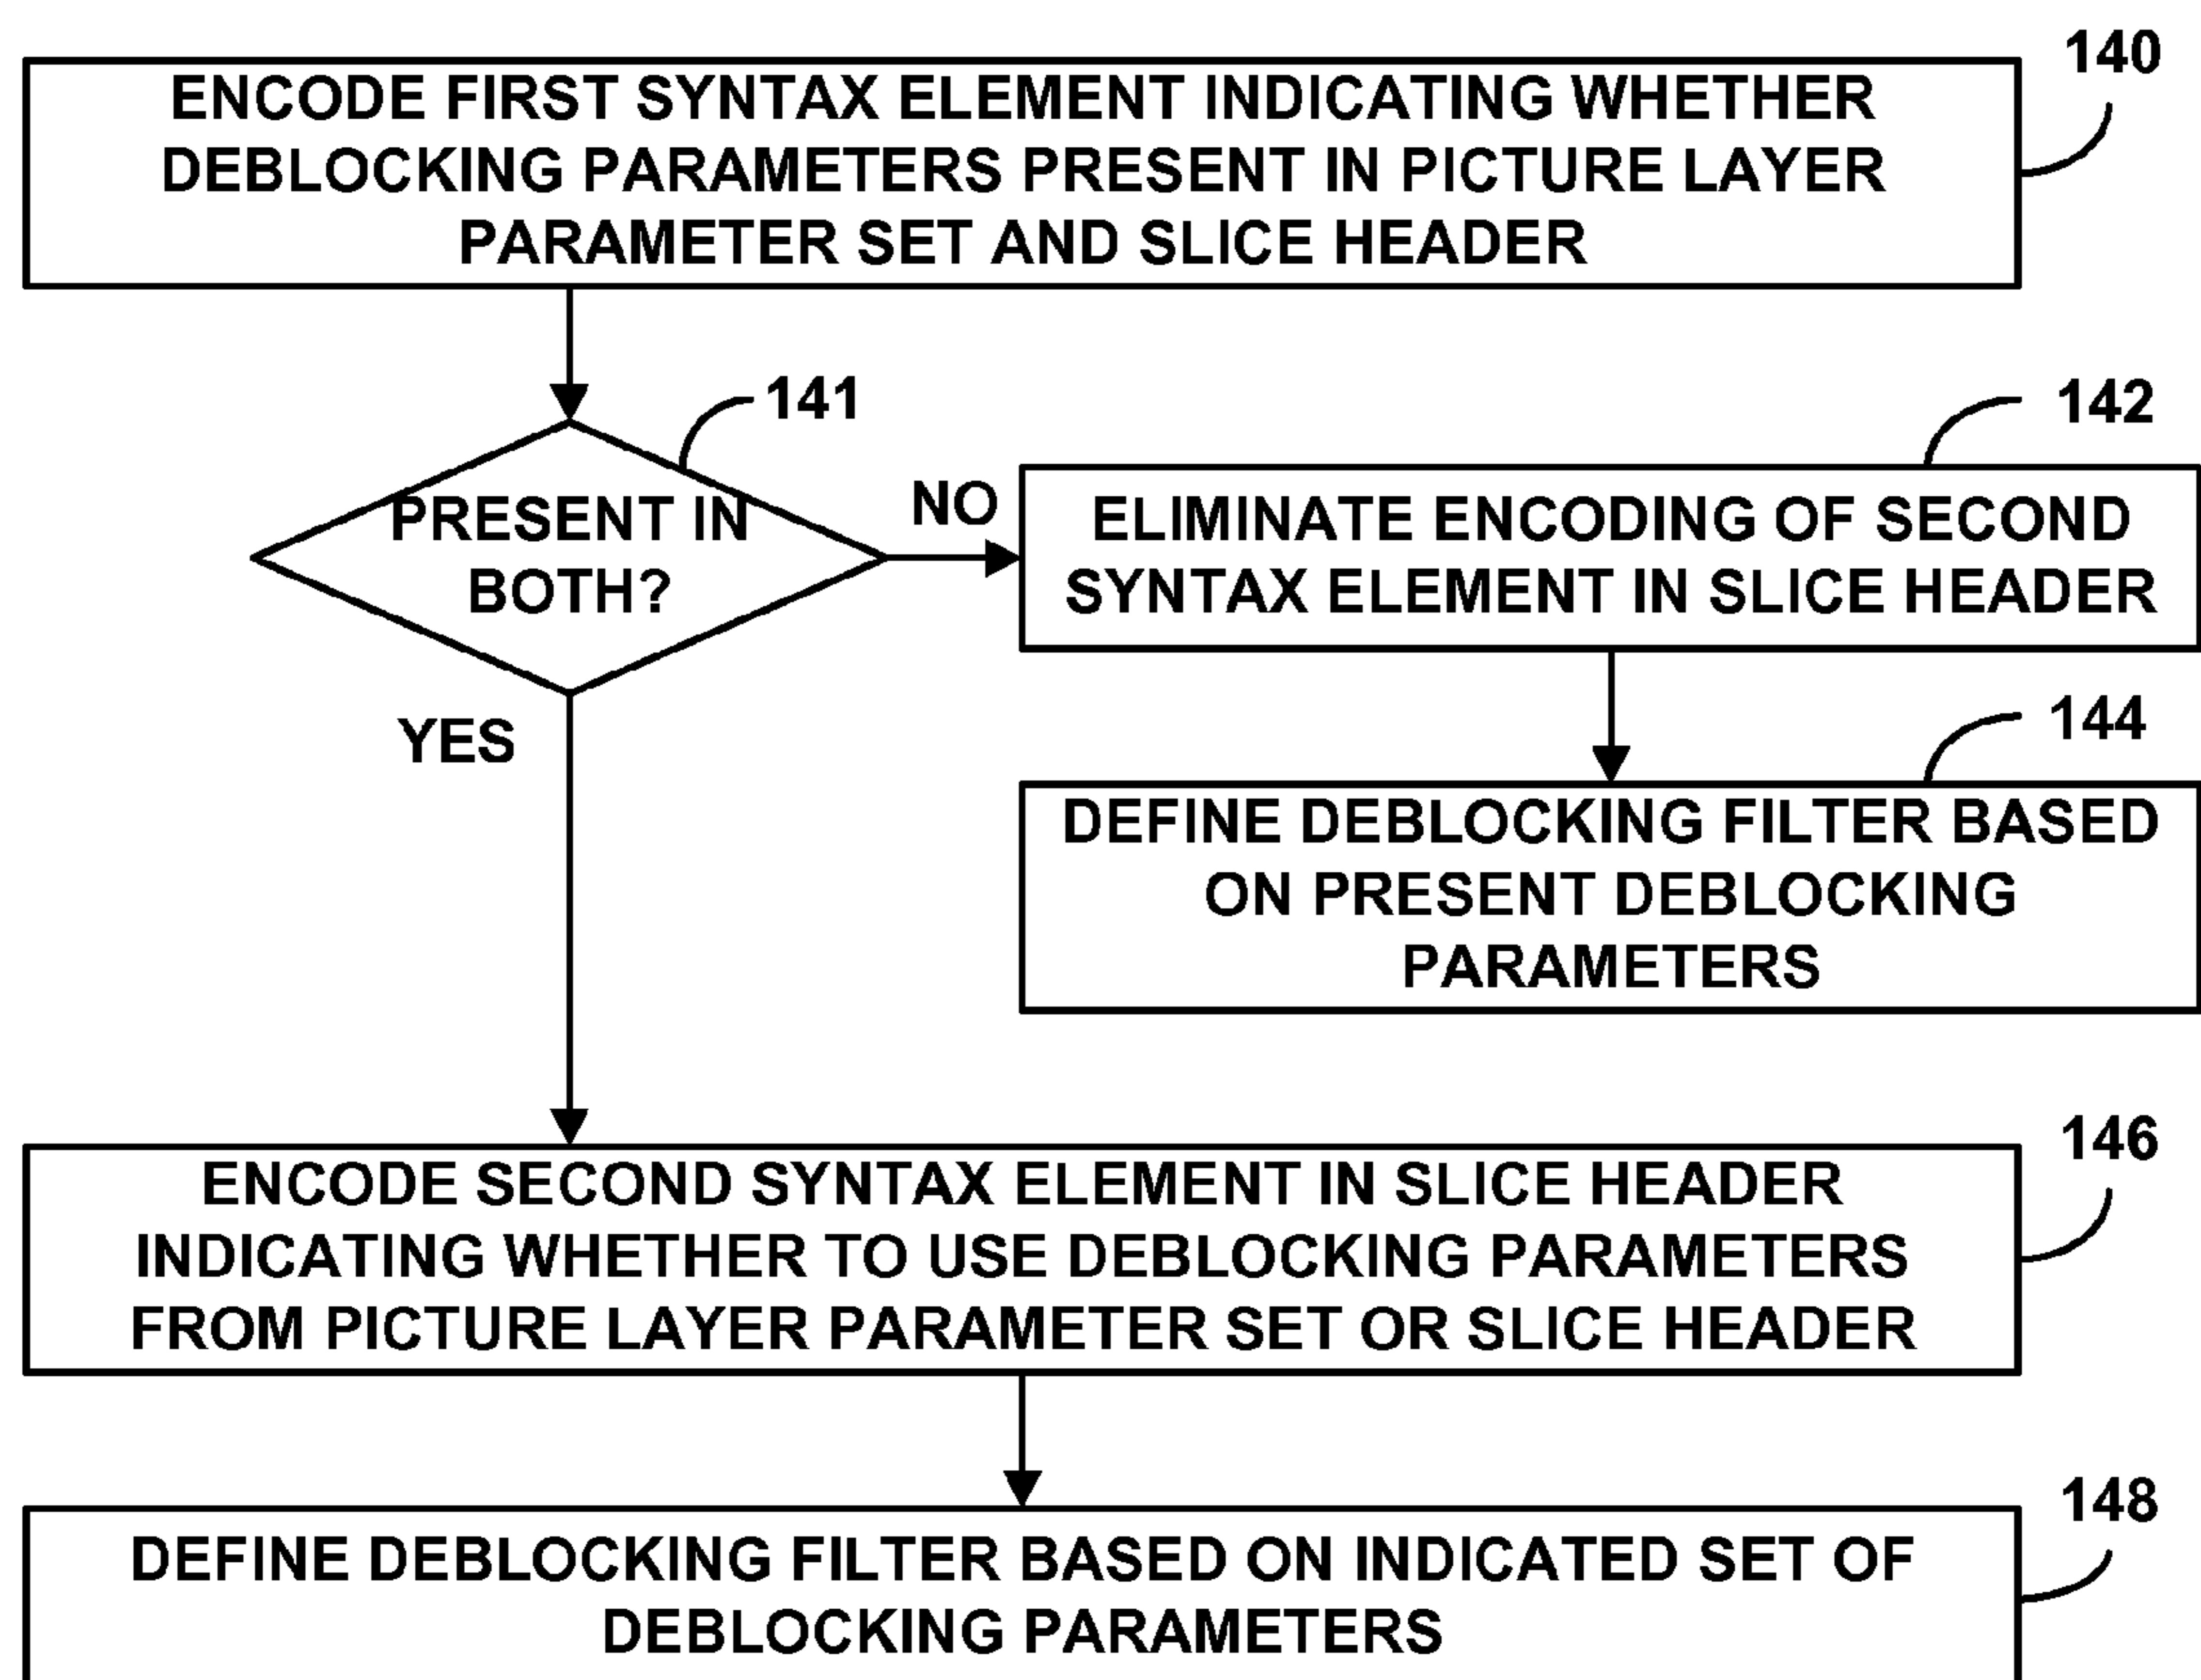 140
ENCODE FIRST SYNTAX ELEMENT INDICATING WHETHER
DEBLOCKING PARAMETERS PRESENT IN PICTURE LAYER
PARAMETER SET AND SLICE HEADER
141
PRESENT IN
BOTH?
NO
142
ELIMINATE ENCODING OF SECOND
SYNTAX ELEMENT IN SLICE HEADER
YES
144
DEFINE DEBLOCKING FILTER BASED
ON PRESENT DEBLOCKING
PARAMETERS
146
ENCODE SECOND SYNTAX ELEMENT IN SLICE HEADER
INDICATING WHETHER TO USE DEBLOCKING PARAMETERS
FROM PICTURE LAYER PARAMETER SET OR SLICE HEADER
148
DEFINE DEBLOCKING FILTER BASED ON INDICATED SET OF
DEBLOCKING PARAMETERS